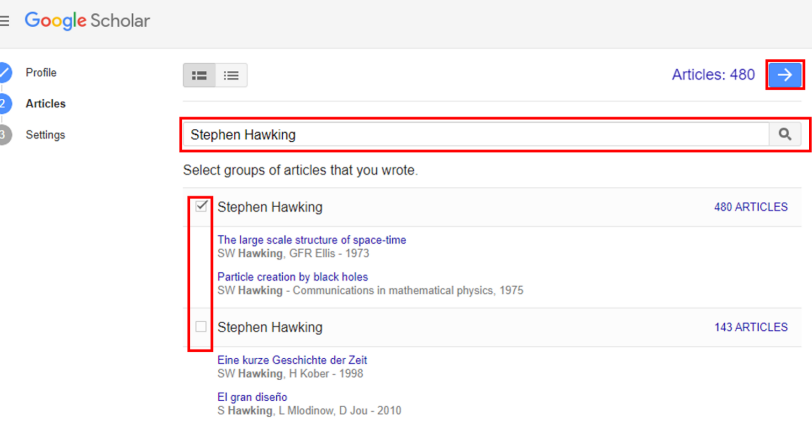 Google Scholar
Profile
Articles: 480
2 Articles
3 Settings
Stephen Hawking
Select groups of articles that you wrote.
Stephen Hawking 480 ARTICLES
The large scale structure of space-time
SW Hawking, GFR Ellis - 1973
Particle creation by black holes
SW Hawking - Communications in mathematical physics, 1975
Stephen Hawking 143 ARTICLES
Eine kurze Geschichte der Zeit
SW Hawking, H Kober - 1998
El gran diseño
S Hawking, L Mlodinow, D Jou - 2010